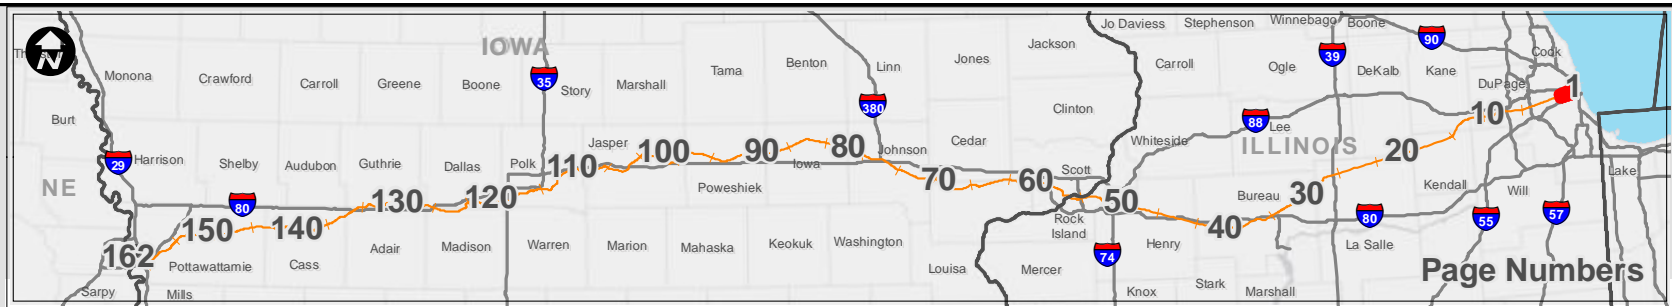 Jo Daviess Stephenson Winnebago Boone
IOWA 39 90
Th N Jackson Cook
Monona Crawford Carroll Greene Boone 35 Story Marshall Tama Benton Linn Jones Carroll Ogle DeKalb Kane
DuPage 1
380 Clinton 10
Burt 88 Lee
Harrison Shelby Audubon Guthrie Dallas Polk Jasper 100 90 Iowa 80 Johnson Cedar Whiteside ILLINOIS 20
29 110 Scott Lake
NE 80 130 120 Poweshiek 70 60 50 Bureau 30 Kendall Will
162 150 140 Rock
Island 40 80 55 57
Pottawattamie Cass Adair Madison Warren Marion Mahaska Keokuk Washington Louisa Mercer 74 Henry La Salle
Sarpy Mills Knox Stark Marshall Page Numbers